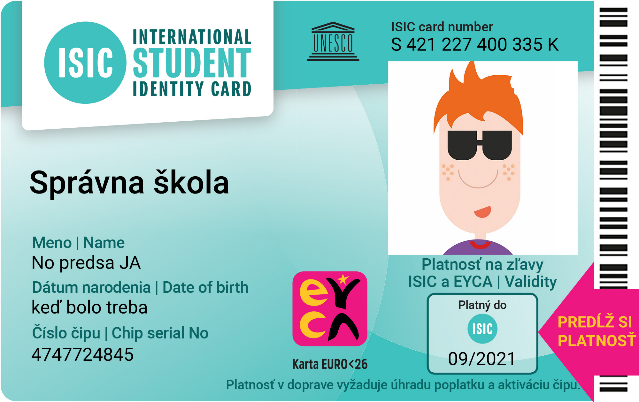 ISIC
INTERNATIONAL
STUDENT
IDENTITY CARD
UNESCO
ISIC card number
S 421 227 400 335 K
Správna škola
Meno | Name
No predsa JA
Dátum narodenia | Date of birth
keď bolo treba
Číslo čipu | Chip serial No
4747724845
EYCA
Karta EURO<26
Platnosť na zľavy
ISIC a EYCA | Validity
Platný do
ISIC
09/2021
PREDĹŽ SI
PLATNOSŤ
Platnosť v doprave vyžaduje úhradu poplatku a aktiváciu čipu.